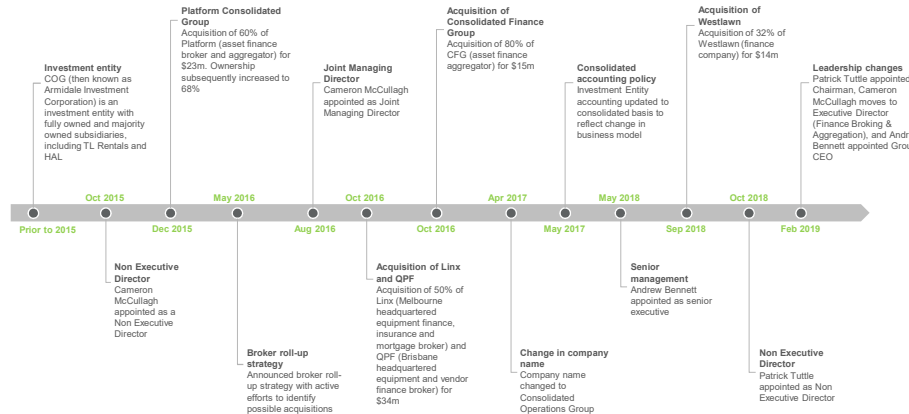 Platform Consolidated
Group
Acquisition of 60% of
Platform (asset finance
broker and aggregator) for
$23m. Ownership
subsequently increased to
68%
Acquisition of
Consolidated Finance
Group
Acquisition of 80% of
CFG (asset finance
aggregator) for $15m
Acquisition of
Westlawn
Acquisition of 32% of
Westlawn (finance
company) for $14m
Investment entity
COG (then known as
Armidale Investment
Corporation) is an
investment entity with
fully owned and majority
owned subsidiaries,
including TL Rentals and
HAL
Joint Managing
Director
Cameron McCullagh
appointed as Joint
Managing Director
Consolidated
accounting policy
Investment Entity
accounting updated to
consolidated basis to
reflect change in
business model
Leadership changes
Patrick Tuttle appointed
Chairman, Cameron
McCullagh moves to
Executive Director
(Finance Broking &
Aggregation), and Andr
Bennett appointed Grou
CEO
Oct 2015
May 2016
Oct 2016
Apr 2017
May 2018
Oct 2018
Prior to 2015
Dec 2015
Aug 2016
Oct 2016
May 2017
Sep 2018
Feb 2019
Non Executive
Director
Cameron
McCullagh
appointed as a
Non Executive
Director
Broker roll-up
strategy
Announced broker roll-
up strategy with active
efforts to identify
possible acquisitions
Acquisition of Linx
and QPF
Acquisition of 50% of
Linx (Melbourne
headquartered
equipment finance,
insurance and
mortgage broker) and
QPF (Brisbane
headquartered
equipment and vendor
finance broker) for
$34m
Change in company
name
Company name
changed to
Consolidated
Operations Group
Senior
management
Andrew Bennett
appointed as senior
executive
Non Executive
Director
Patrick Tuttle
appointed as Non
Executive Director